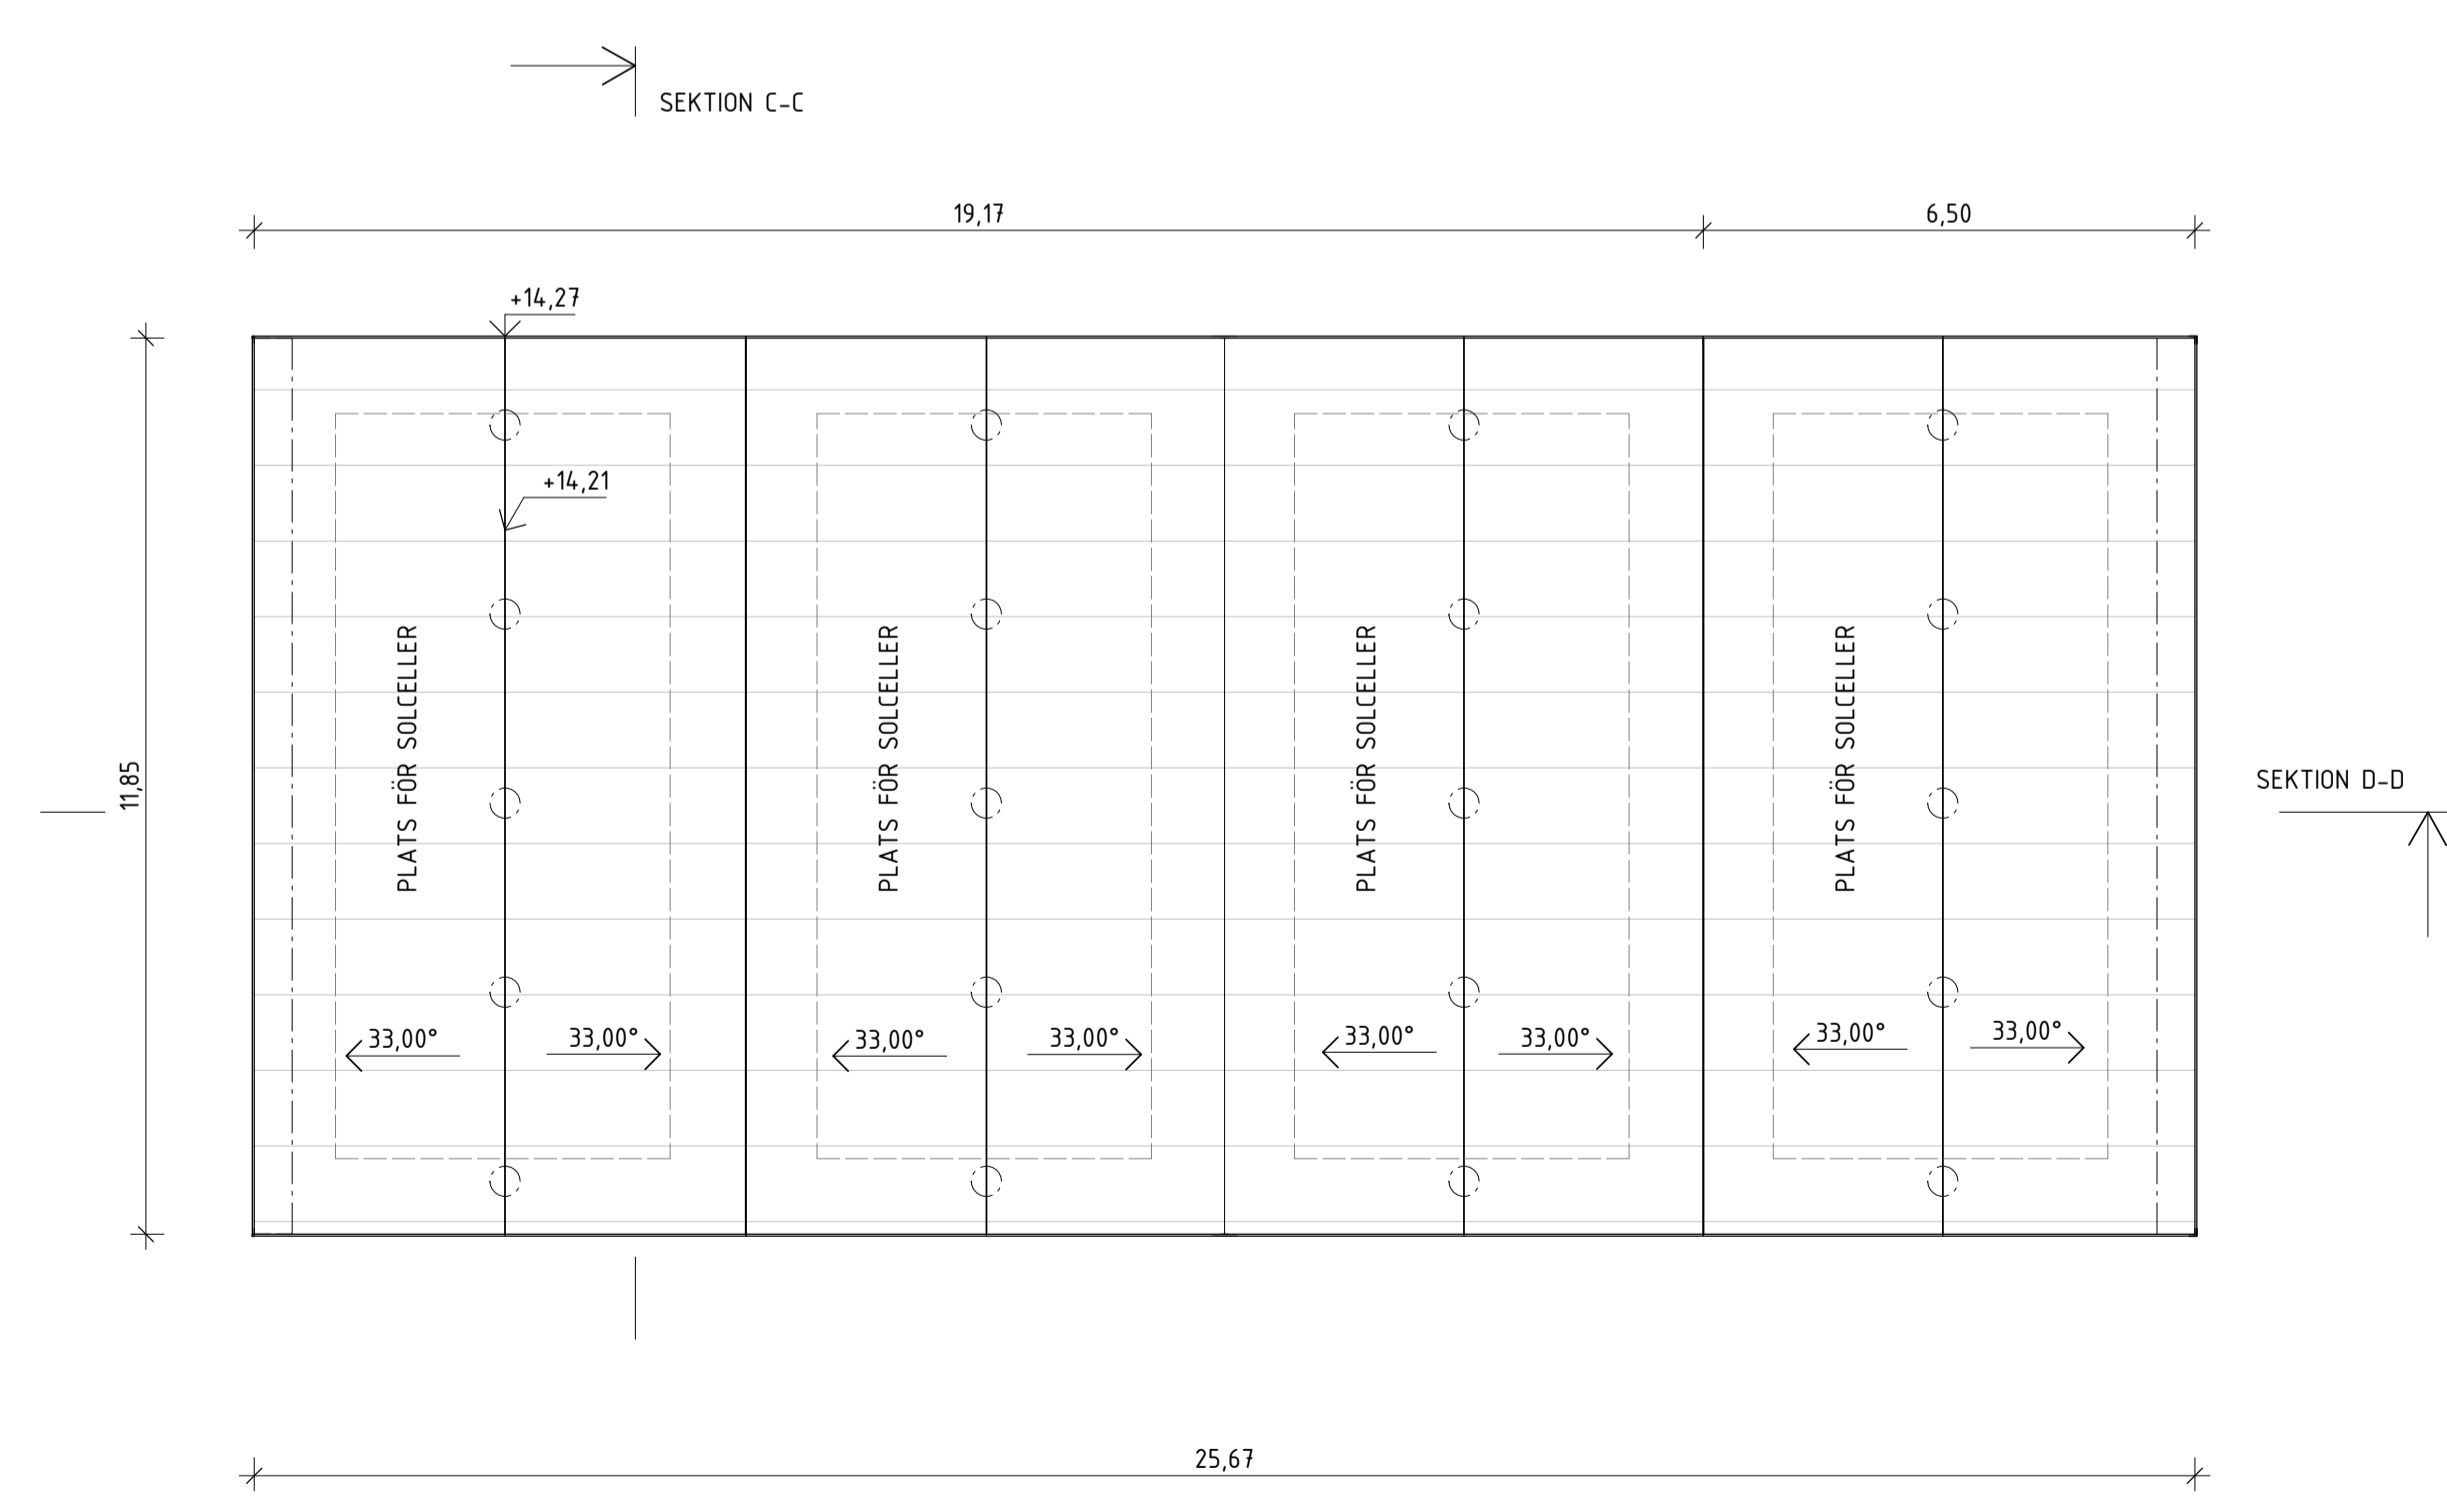 SEKTION C-C
19,17
6,50
+14,27
+14,21
11,85
PLATS FÖR SOLCELLER
PLATS FÖR SOLCELLER
PLATS FÖR SOLCELLER
PLATS FÖR SOLCELLER
SEKTION D-D
33,00°
33,00°
33,00°
33,00°
33,00°
33,00°
33,00°
33,00°
25,67